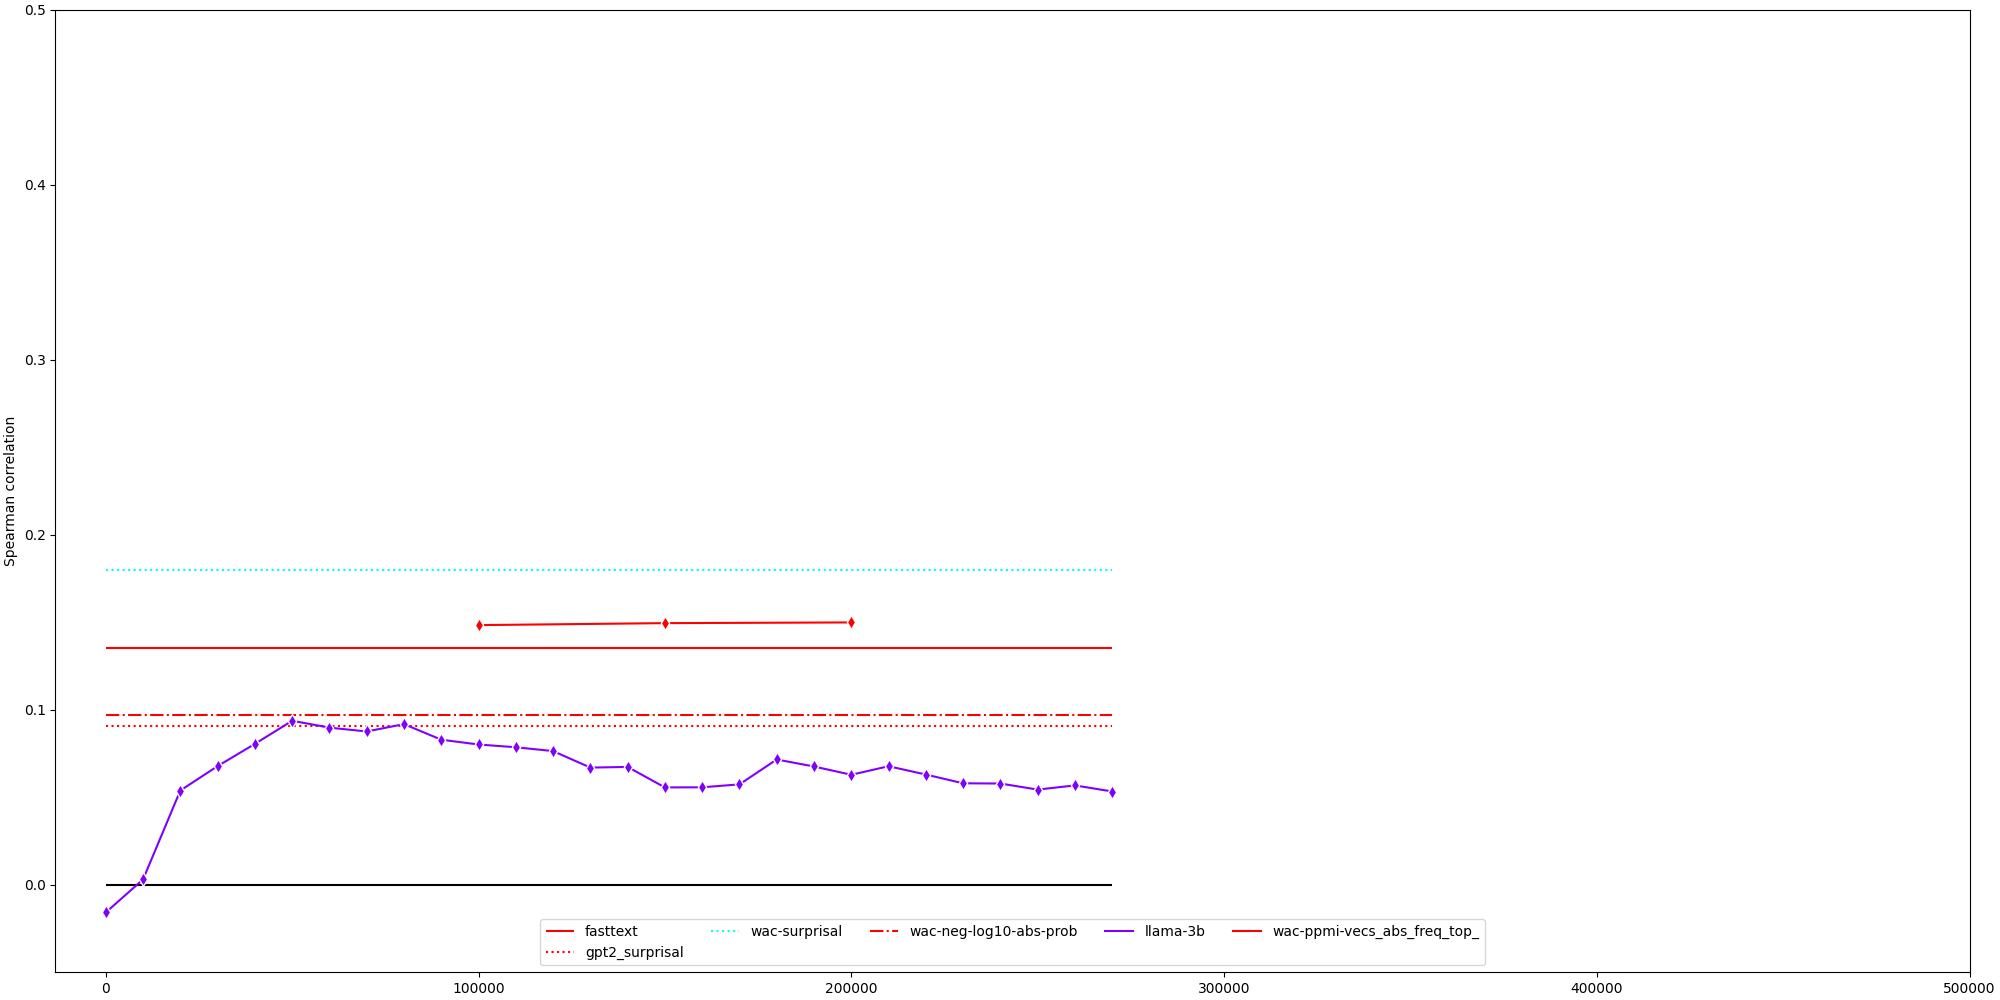 0.5
0.4
0.3
0.2
0.1
0.0
Spearman correlation
fasttext
gpt2_surprisal
wac-surprisal
wac-neg-log10-abs-prob
llama-3b
wac-ppmi-vecs_abs_freq_top_
0
100000
200000
300000
400000
500000